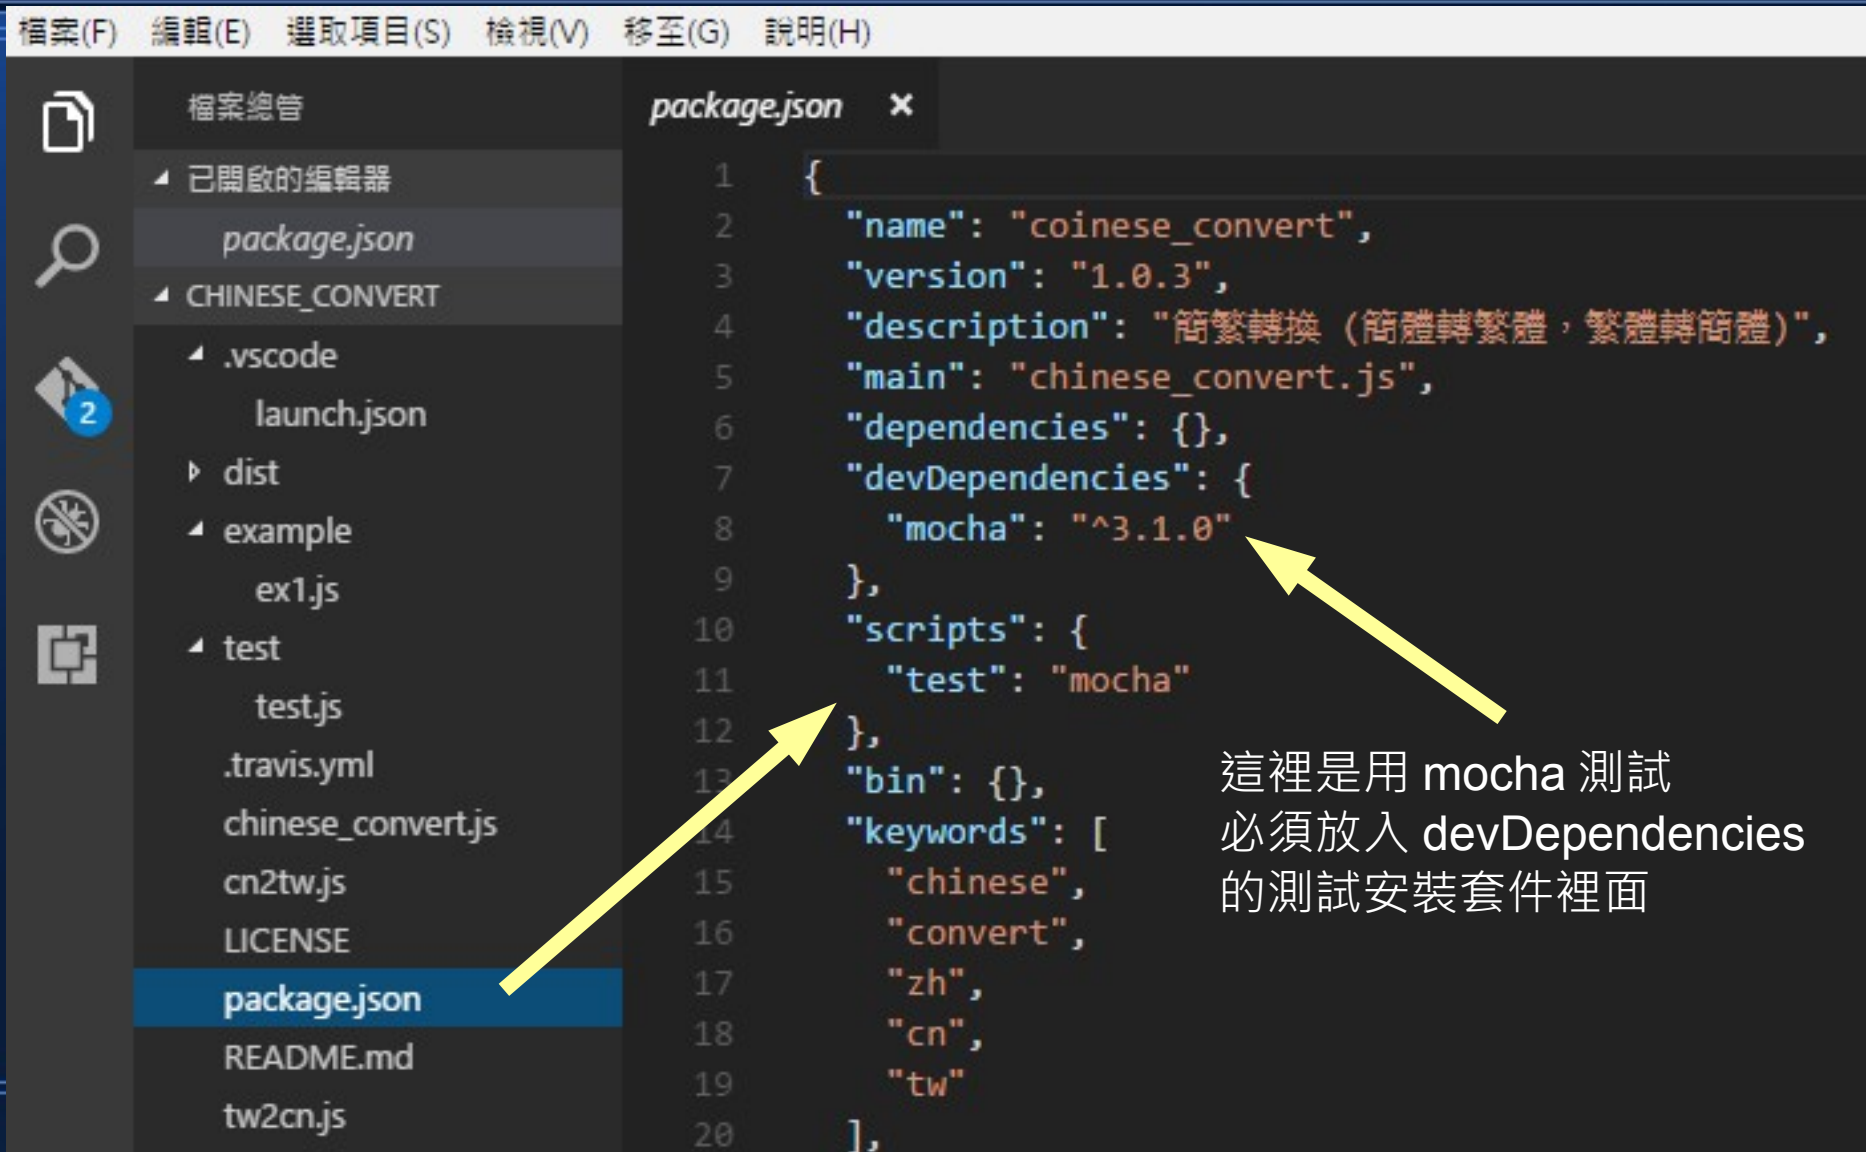 檔案(F) 編輯(E) 選取項目(S) 檢視(V) 移至(G) 說明(H)
檔案總管
已開啟的編輯器
package.json
CHINESE_CONVERT
.vscode
launch.json
dist
example
ex1.js
test
test.js
.travis.yml
chinese_convert.js
cn2tw.js
LICENSE
package.json
README.md
tw2cn.js
2
package.json ×
1 {
2 "name": "coinese_convert",
3 "version": "1.0.3",
4 "description": "簡繁轉換 (簡體轉繁體，繁體轉簡體)",
5 "main": "chinese_convert.js",
6 "dependencies": {},
7 "devDependencies": {
8 "mocha": "^3.1.0"
9 },
10 "scripts": {
11 "test": "mocha"
12 },
13 "bin": {},
14 "keywords": [
15 "chinese",
16 "convert",
17 "zh",
18 "cn",
19 "tw"
20 ],
這裡是用 mocha 測試
必須放入 devDependencies
的測試安裝套件裡面